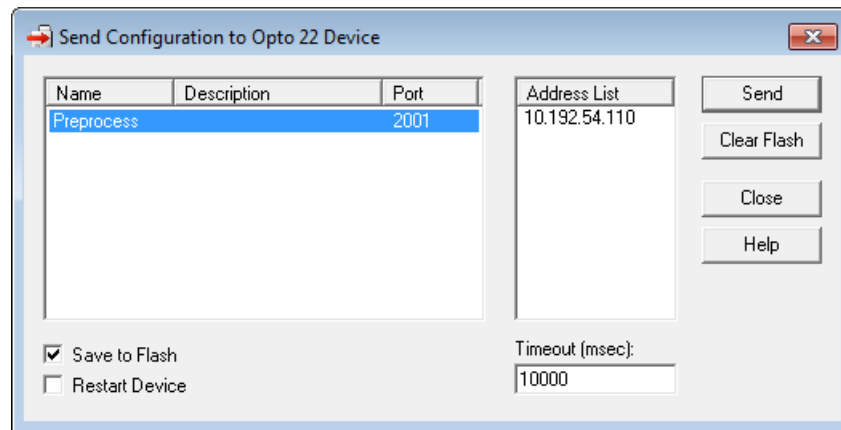 Send Configuration to Opto 22 Device
Name Description Port
Preprocess 2001
Address List
10.192.54.110
Send
Clear Flash
Close
Help
Save to Flash
Restart Device
Timeout (msec):
10000